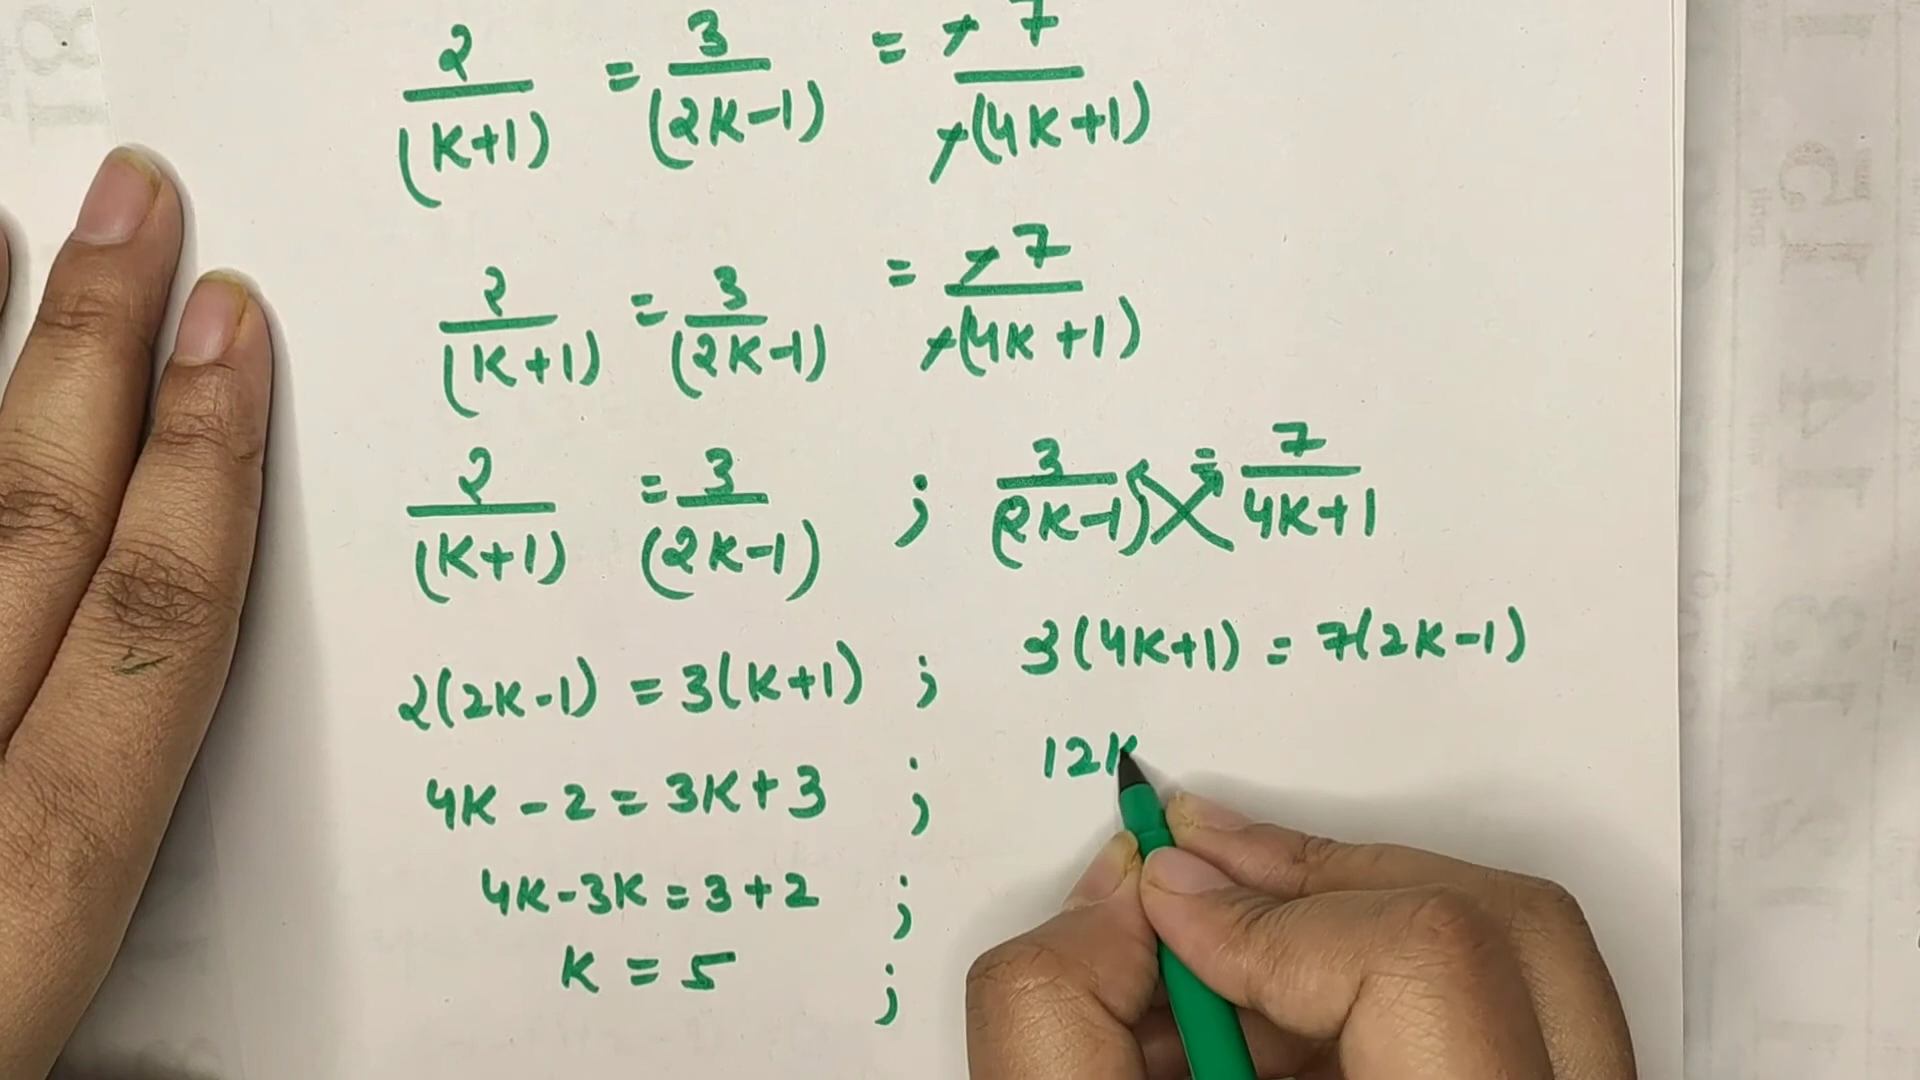 2/(K+1) = 3/(2K-1) = -7/-(4K+1)
2/(K+1) = 3/(2K-1) = -7/-(4K+1)
2/(K+1) = 3/(2K-1) ; 3/(2K-1) = 7/4K+1
2(2K-1) = 3(K+1) ; 3(4K+1) = 7(2K-1)
4K - 2 = 3K + 3 ; 12K
4K-3K = 3+2 ;
K = 5 ;